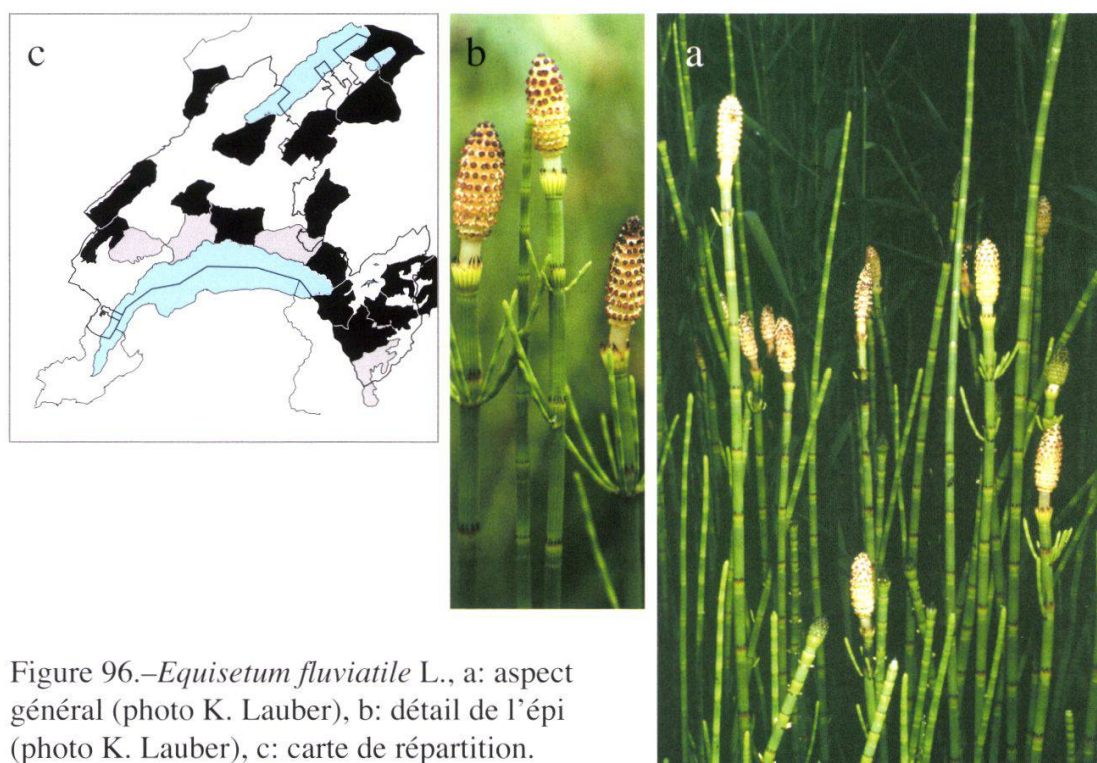 c
b
a
Figure 96.–Equisetum fluviatile L., a: aspect
général (photo K. Lauber), b: détail de l'épi
(photo K. Lauber), c: carte de répartition.